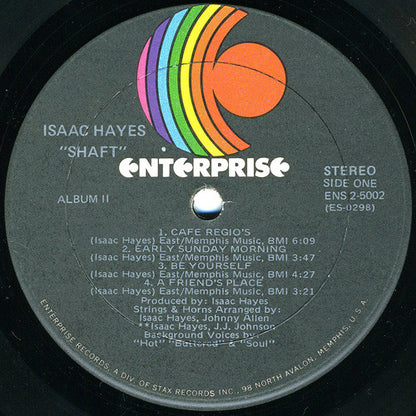 ISAAC HAYES
"SHAFT"
ENTERPRISE
ALBUM II
STEREO
SIDE ONE
ENS 2-5002
(ES-0298)
1. CAFE REGIO'S
(Isaac Hayes) East/Memphis Music, BMI 6:09
2. EARLY SUNDAY MORNING
(Isaac Hayes) East/Memphis Music, BMI 3:47
3. BE YOURSELF
(Isaac Hayes) East/Memphis Music, BMI 4:27
4. A FRIEND'S PLACE
(Isaac Hayes) East/Memphis Music, BMI 3:21
Produced by: Isaac Hayes
Strings & Horns Arranged by:
Isaac Hayes, Johnny Allen
**Isaac Hayes, J.J. Johnson
Background Voices by:
"Hot" "Buttered" & "Soul"
ENTERPRISE RECORDS, A DIV. OF STAX RECORDS INC., 98 NORTH AVALON, MEMPHIS, U.S.A.